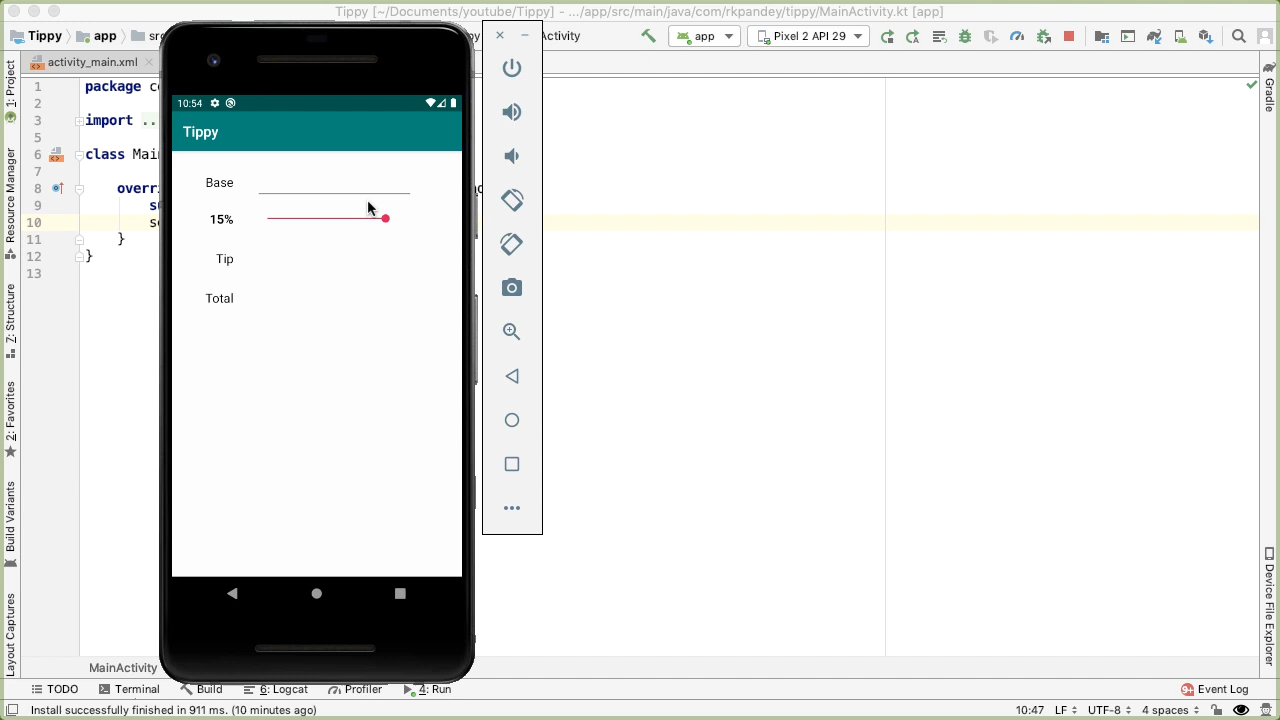 Tippy [~/Documents/youtube/Tippy] - .../app/src/main/java/com/rkpandey/tippy/MainActivity.kt [app]
Tippy
app
app
Pixel 2 API 29
activity_main.xml
1: Project
Resource Manager
Z: Structure
2: Favorites
Build Variants
Layout Captures
1 package
2
3 import ..
5
6 class
7
8
9
10
11 }
12 }
13
10:54
Tippy
Base
15%
Tip
Total
Gradle
Device File Explorer
MainActivity
TODO
Terminal
Build
6: Logcat
Profiler
4: Run
9+ Event Log
Install successfully finished in 911 ms. (10 minutes ago)
10:47
LF
UTF-8
4 spaces